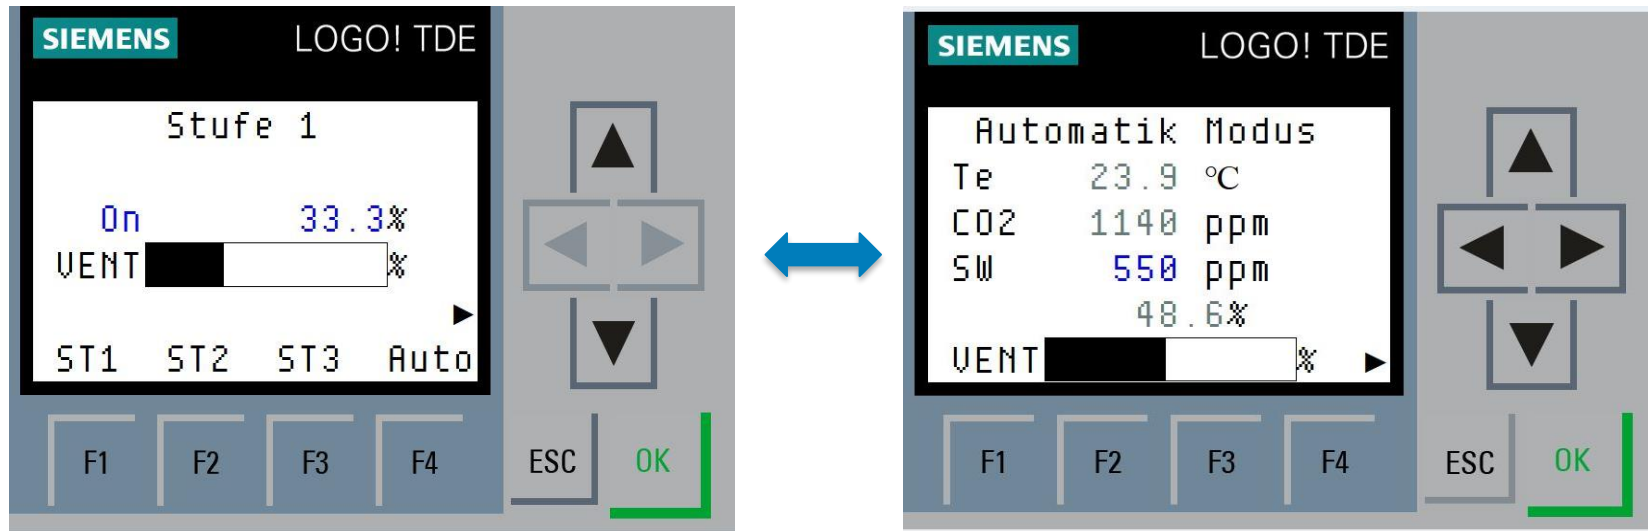 SIEMENS LOGO! TDE
Stufe 1
On 33.3%
VENT %
ST1 ST2 ST3 Auto
F1 F2 F3 F4 ESC OK
SIEMENS LOGO! TDE
Automatik Modus
Te 23.9 °C
CO2 1140 ppm
SW 550 ppm
48.6%
VENT %
F1 F2 F3 F4 ESC OK